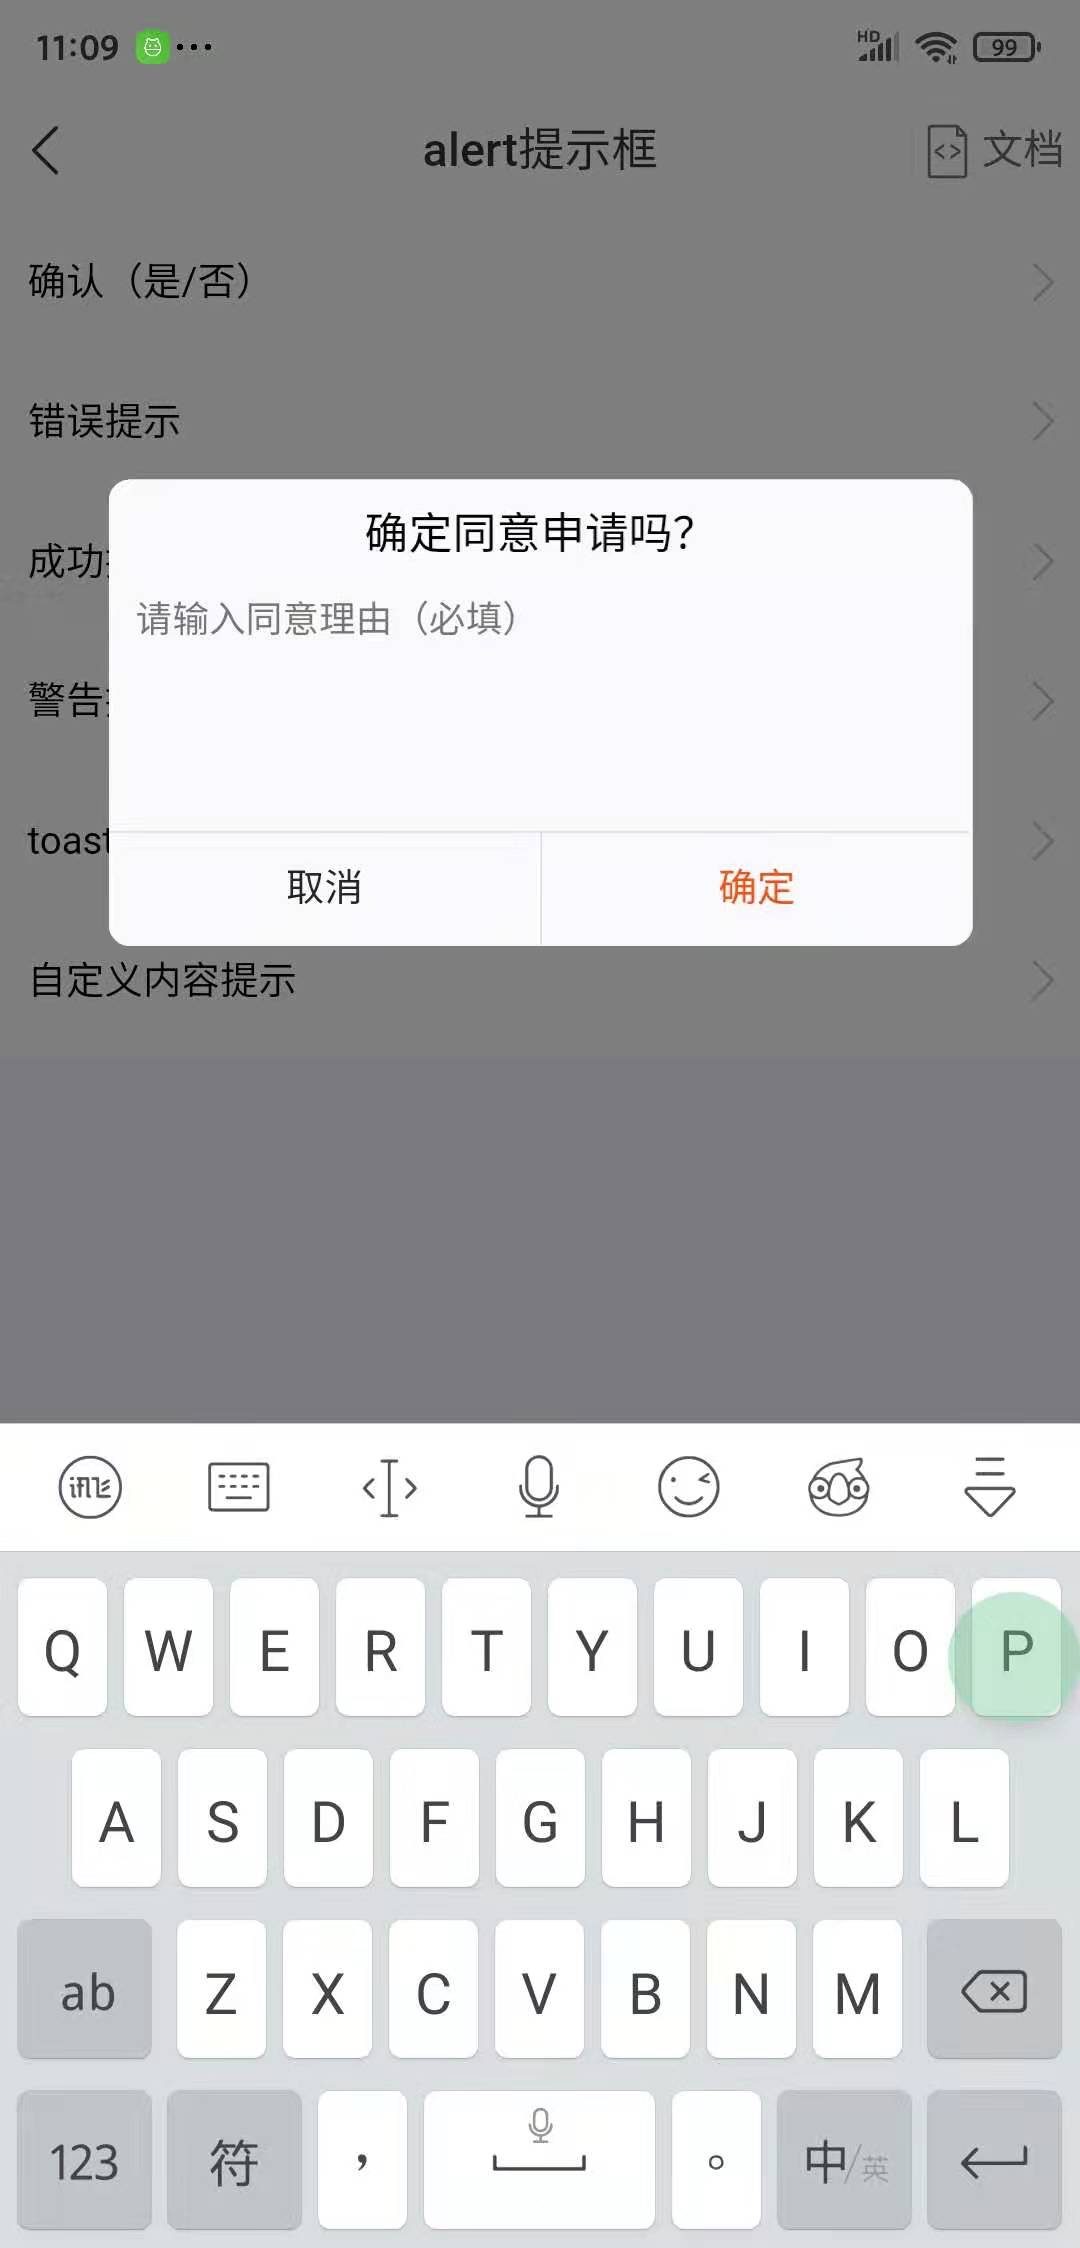 11:09 ··· HD 99
alert提示框 文档
确认（是/否）
错误提示
成功
警告
toast
自定义内容提示
确定同意申请吗?
请输入同意理由（必填）
取消 确定
Q W E R T Y U I O P
A S D F G H J K L
ab Z X C V B N M
123 符 ， 。 中/英